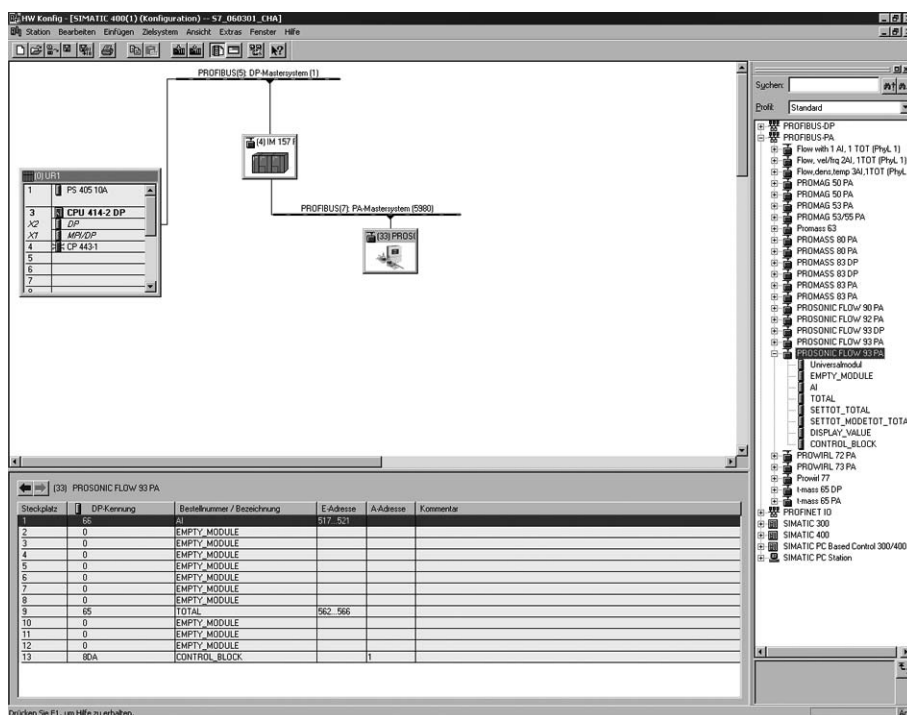 HW Konfig - [SIMATIC 400(1) (Konfiguration) -- S7_060301_CHA]
Station Bearbeiten Einfügen Zielsystem Ansicht Extras Fenster Hilfe
PROFIBUS(5): DP-Mastersystem (1)
(4) IM 157
(0) UR1
1 PS 405 10A
3 CPU 414-2 DP
X2 DP
X1 MPI/DP
4 CP 443-1
5
6
7
PROFIBUS(7): PA-Mastersystem (5980)
(33) PROS
Suchen:
Profil: Standard
PROFIBUS-DP
PROFIBUS-PA
Flow with 1 AI, 1 TOT (PhyL 1)
Flow, vel/frq 2AI, 1TOT (PhyL 1)
Flow,dens,temp 3AI,1TOT (PhyL
PROMAG 50 PA
PROMAG 50 PA
PROMAG 53 PA
PROMAG 53/55 PA
Promass 63
PROMASS 80 PA
PROMASS 80 PA
PROMASS 83 DP
PROMASS 83 DP
PROMASS 83 PA
PROMASS 83 PA
PROSONIC FLOW 90 PA
PROSONIC FLOW 92 PA
PROSONIC FLOW 93 DP
PROSONIC FLOW 93 PA
PROSONIC FLOW 93 PA
Universalmodul
EMPTY_MODULE
AI
TOTAL
SETTOT_TOTAL
SETTOT_MODETOT_TOTA
DISPLAY_VALUE
CONTROL_BLOCK
PROWIRL 72 PA
PROWIRL 73 PA
Prowirl 77
t-mass 65 DP
t-mass 65 PA
PROFINET IO
SIMATIC 300
SIMATIC 400
SIMATIC PC Based Control 300/400
SIMATIC PC Station
(33) PROSONIC FLOW 93 PA
Steckplatz DP-Kennung Bestellnummer / Bezeichnung E-Adresse A-Adresse Kommentar
1 66 AI 517...521
2 0 EMPTY_MODULE
3 0 EMPTY_MODULE
4 0 EMPTY_MODULE
5 0 EMPTY_MODULE
6 0 EMPTY_MODULE
7 0 EMPTY_MODULE
8 0 EMPTY_MODULE
9 65 TOTAL 562...566
10 0 EMPTY_MODULE
11 0 EMPTY_MODULE
12 0 EMPTY_MODULE
13 8DA CONTROL_BLOCK 1
Drücken Sie F1, um Hilfe zu erhalten.